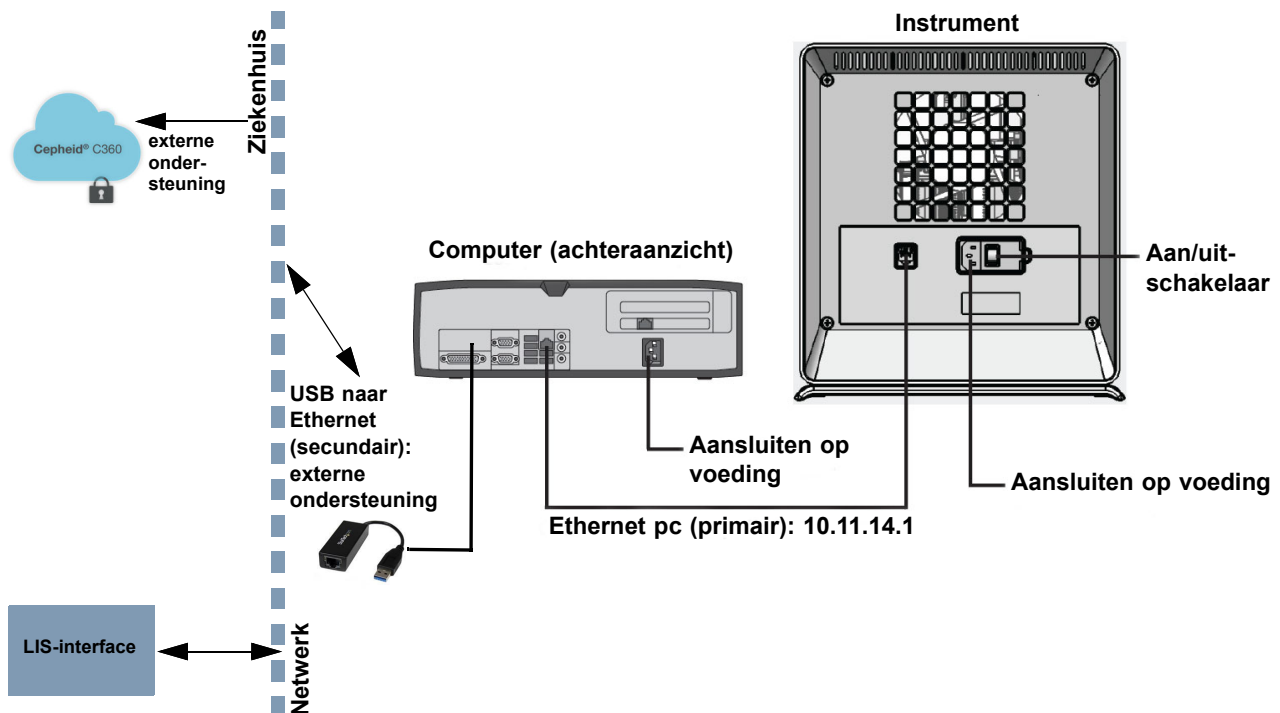 Instrument
Ziekenhuis
Cepheid® C360
externe
onder-
steuning
Computer (achteraanzicht)
Aan/uit-
schakelaar
USB naar
Ethernet
(secundair):
externe
ondersteuning
Aansluiten op
voeding
Aansluiten op voeding
Ethernet pc (primair): 10.11.14.1
StarTech
LIS-interface
Netwerk